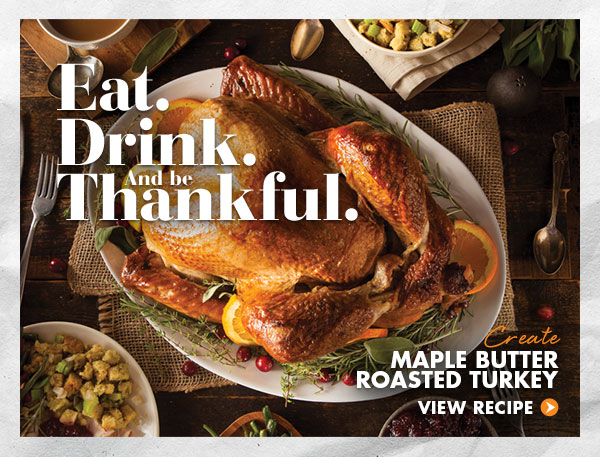 Eat.
Drink.
And be
Thankful.
Create
MAPLE BUTTER
ROASTED TURKEY
VIEW RECIPE